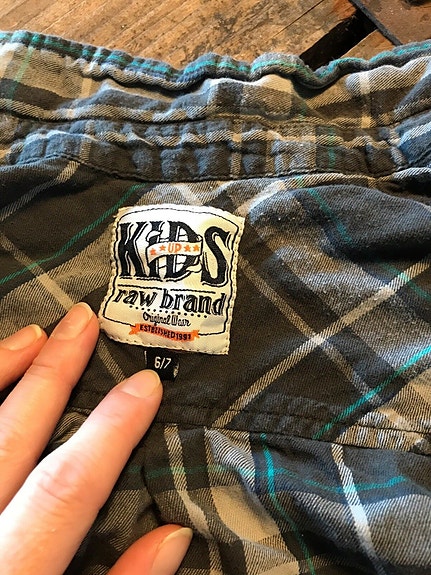 KIDS
UP
raw brand
Original Wear
ESTABLISHED 1991
6/7